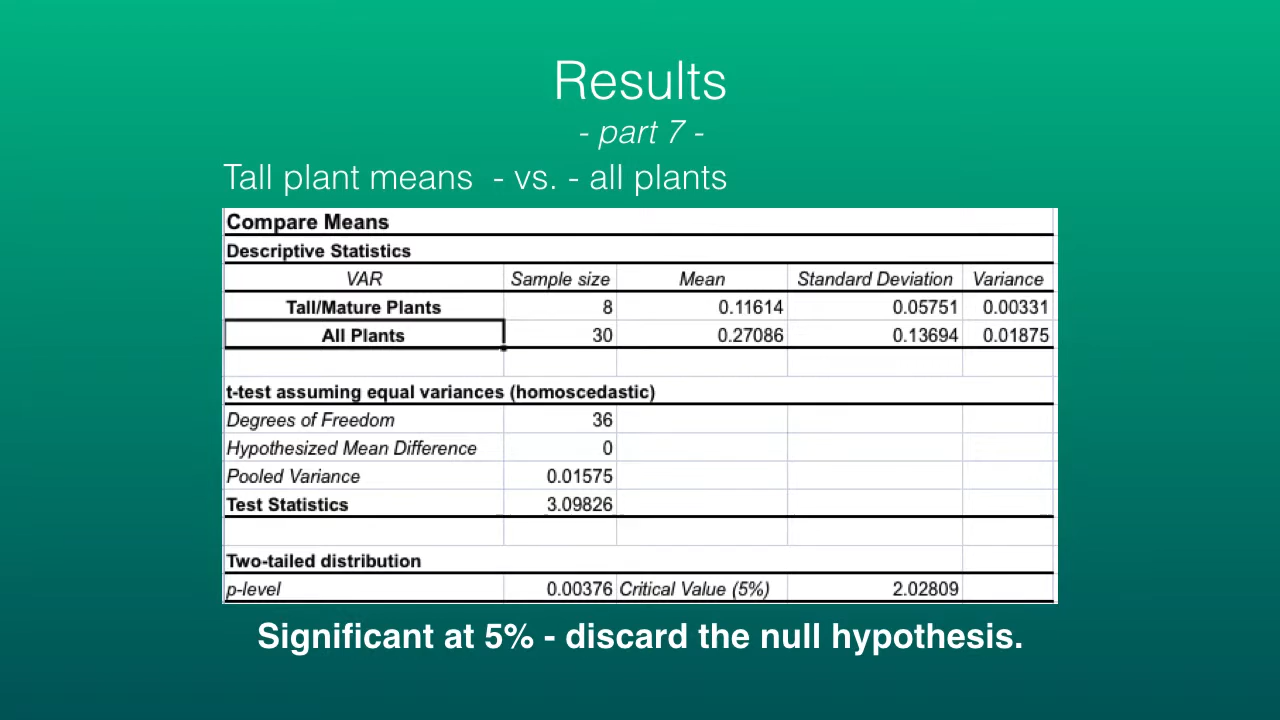 Results
- part 7 -
Tall plant means - vs. - all plants
Compare Means
Descriptive Statistics
VAR Sample size Mean Standard Deviation Variance
Tall/Mature Plants 8 0.11614 0.05751 0.00331
All Plants 30 0.27086 0.13694 0.01875
t-test assuming equal variances (homoscedastic)
Degrees of Freedom 36
Hypothesized Mean Difference 0
Pooled Variance 0.01575
Test Statistics 3.09826
Two-tailed distribution
p-level 0.00376 Critical Value (5%) 2.02809
Significant at 5% - discard the null hypothesis.